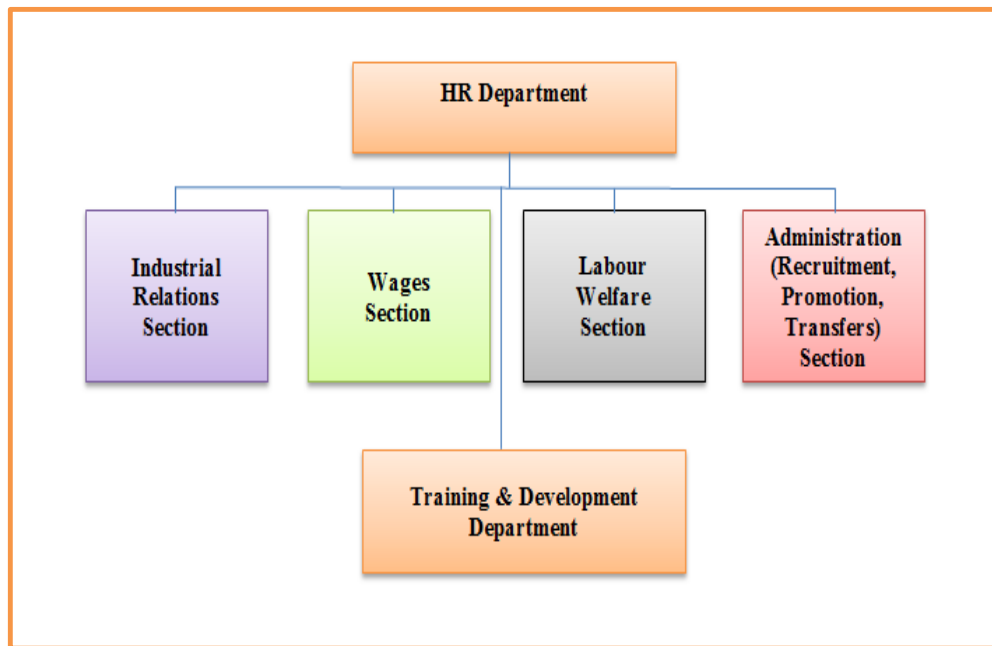 HR Department
Industrial
Relations
Section
Wages
Section
Labour
Welfare
Section
Administration
(Recruitment,
Promotion,
Transfers)
Section
Training & Development
Department